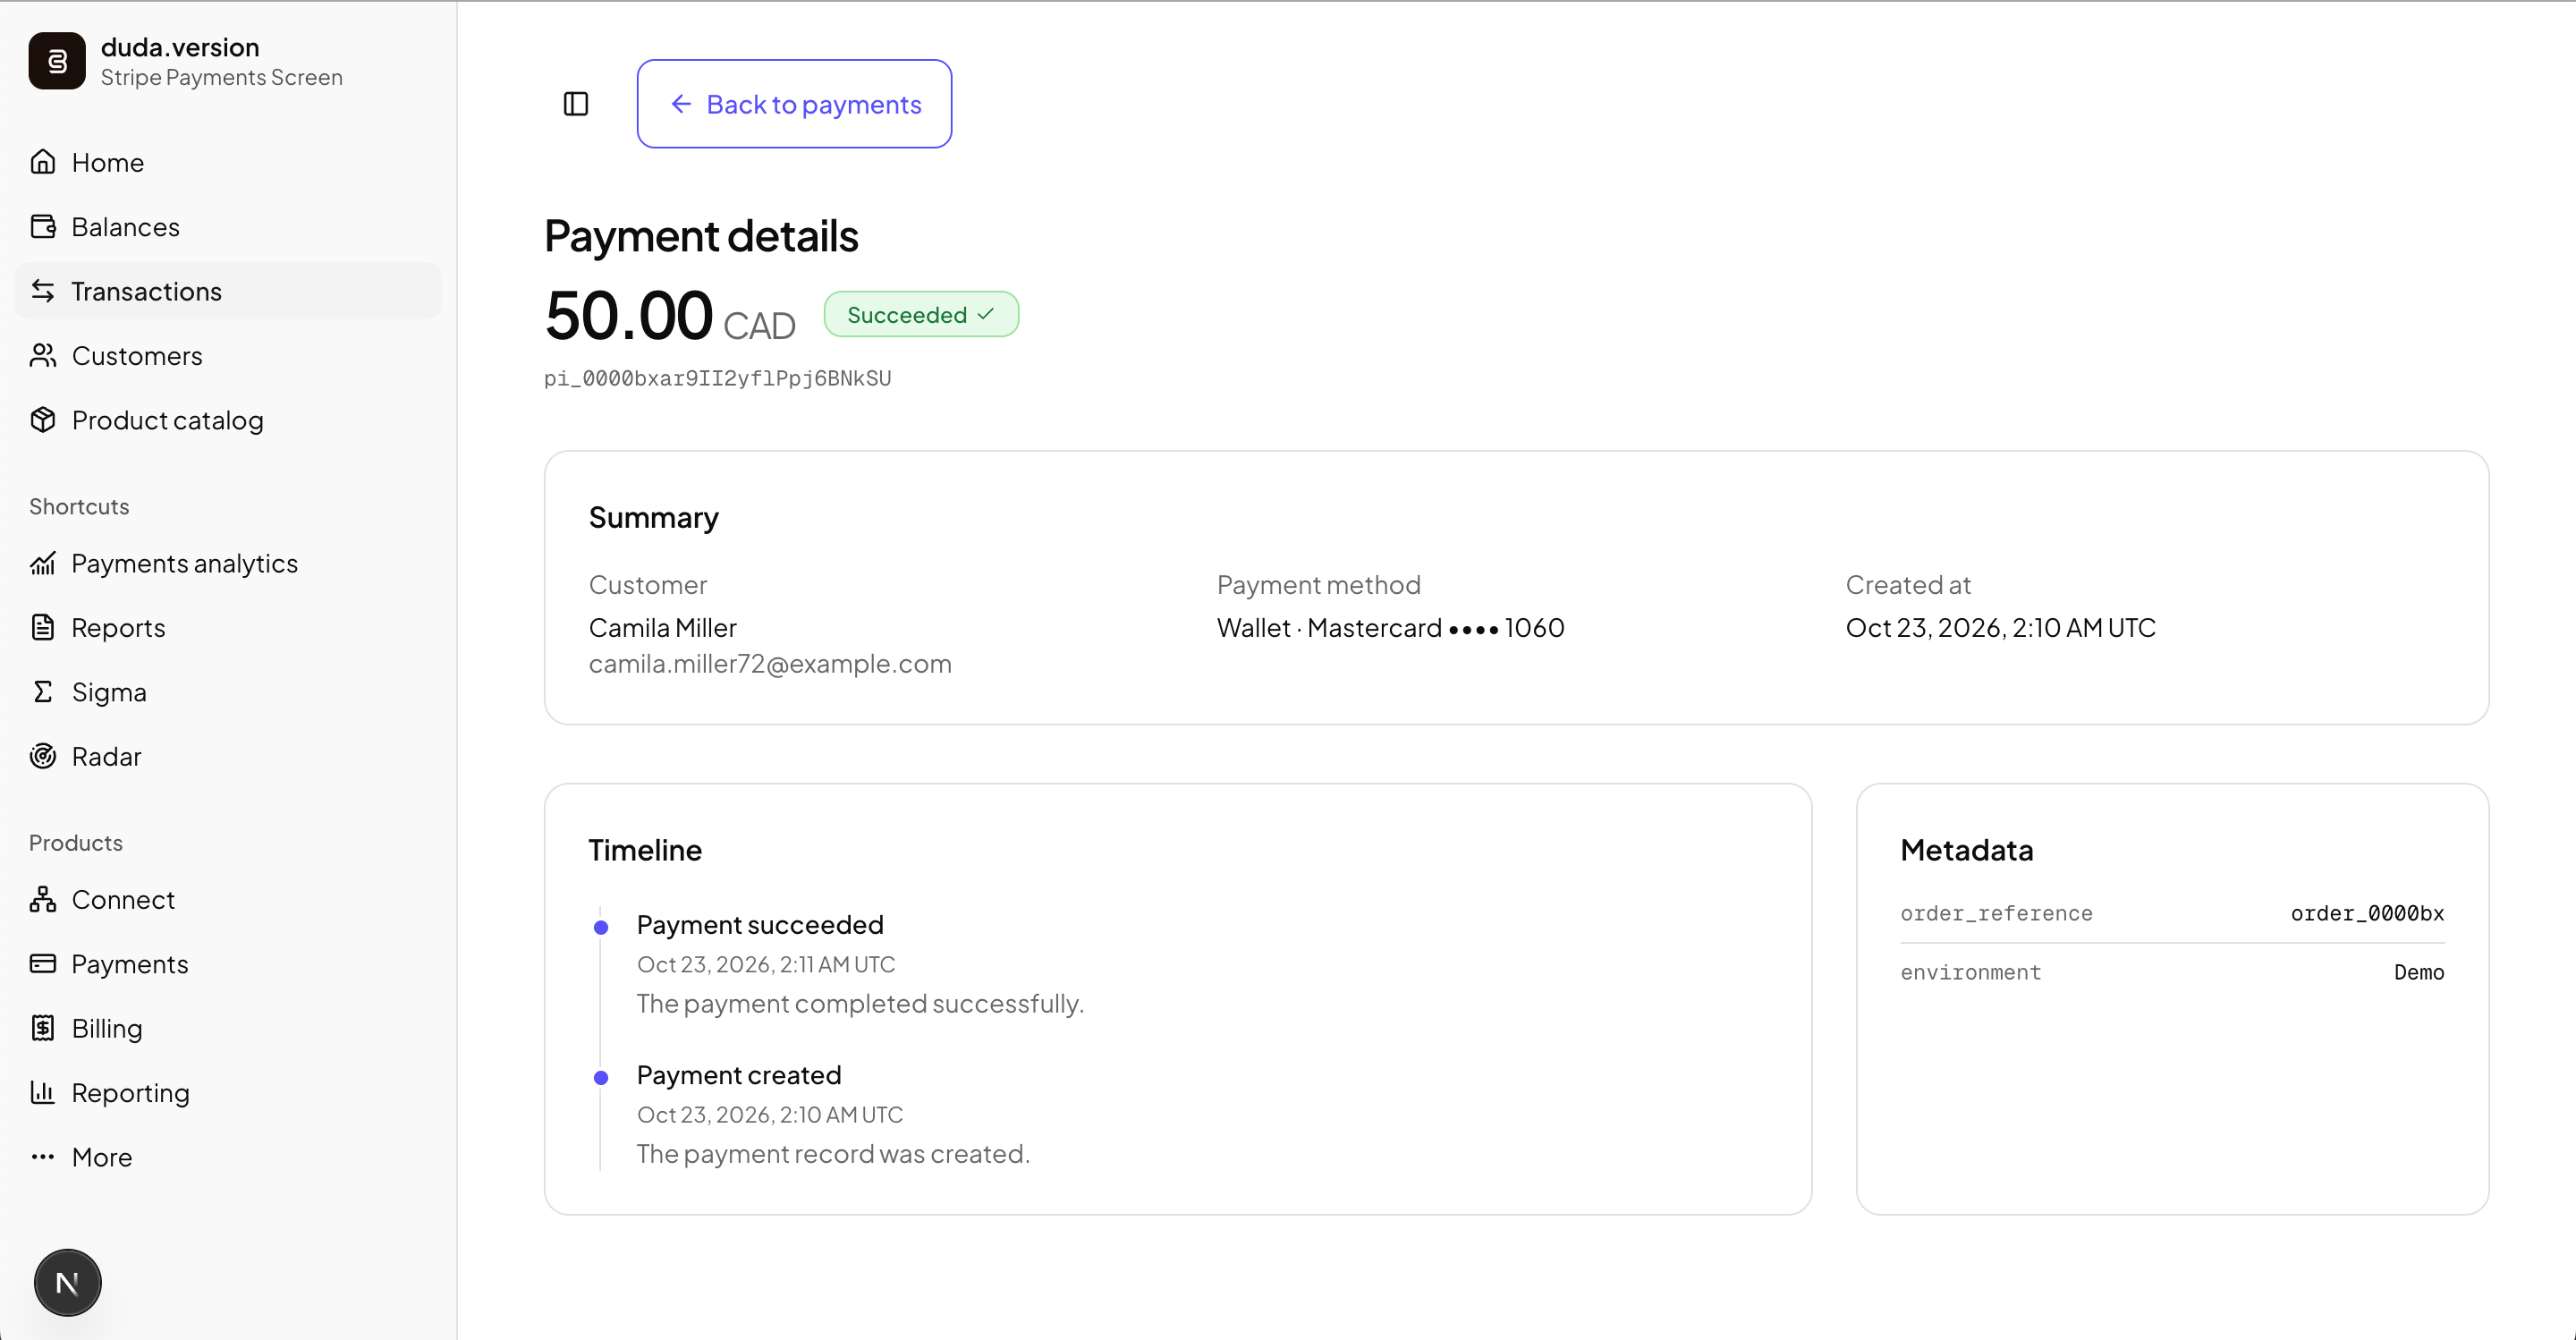 duda.version
Stripe Payments Screen
Home
Balances
Transactions
Customers
Product catalog
Shortcuts
Payments analytics
Reports
Sigma
Radar
Products
Connect
Payments
Billing
Reporting
More
N
Back to payments
Payment details
50.00 CAD Succeeded
pi_0000bxar9II2yflPpj6BNkSU
Summary
Customer
Camila Miller
camila.miller72@example.com
Payment method
Wallet · Mastercard •••• 1060
Created at
Oct 23, 2026, 2:10 AM UTC
Timeline
Payment succeeded
Oct 23, 2026, 2:11 AM UTC
The payment completed successfully.
Payment created
Oct 23, 2026, 2:10 AM UTC
The payment record was created.
Metadata
order_reference order_0000bx
environment Demo